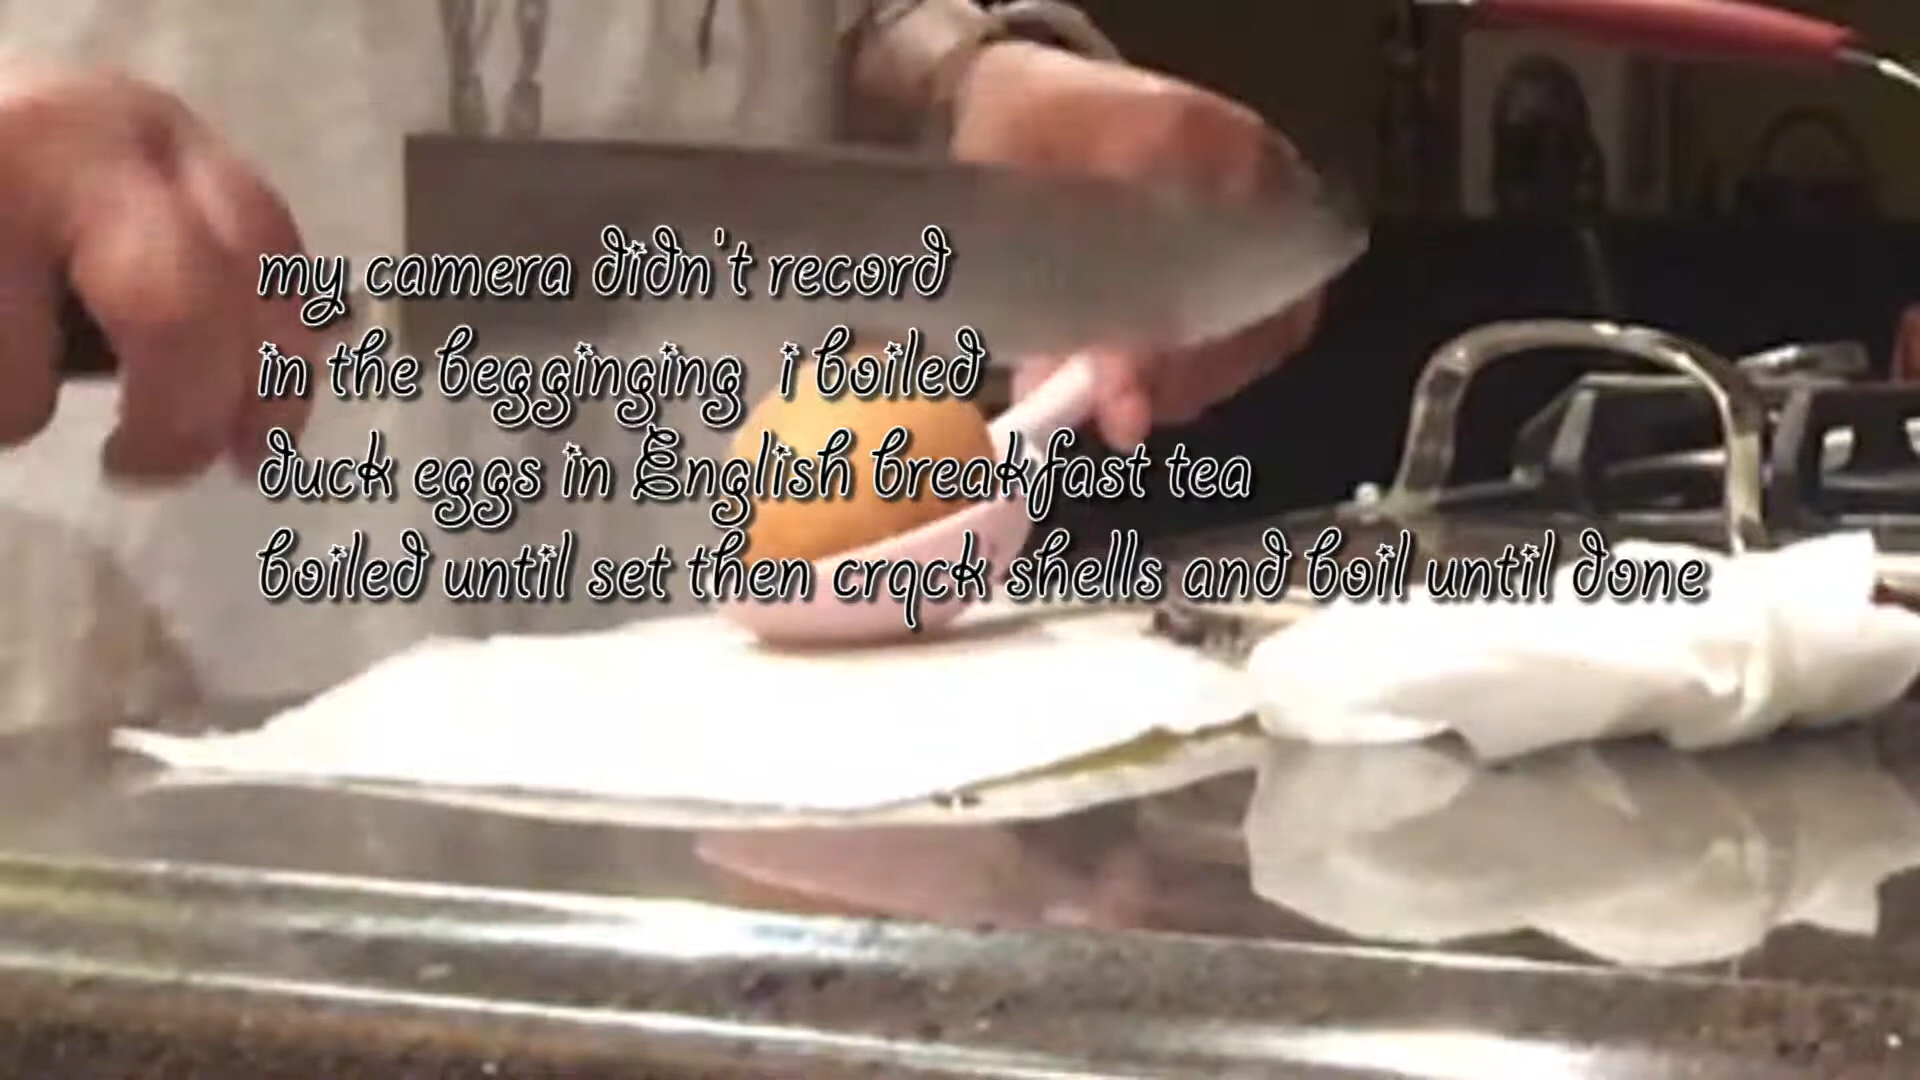 my camera didn't record
in the begginging i boiled
duck eggs in English breakfast tea
boiled until set then crqck shells and boil until done